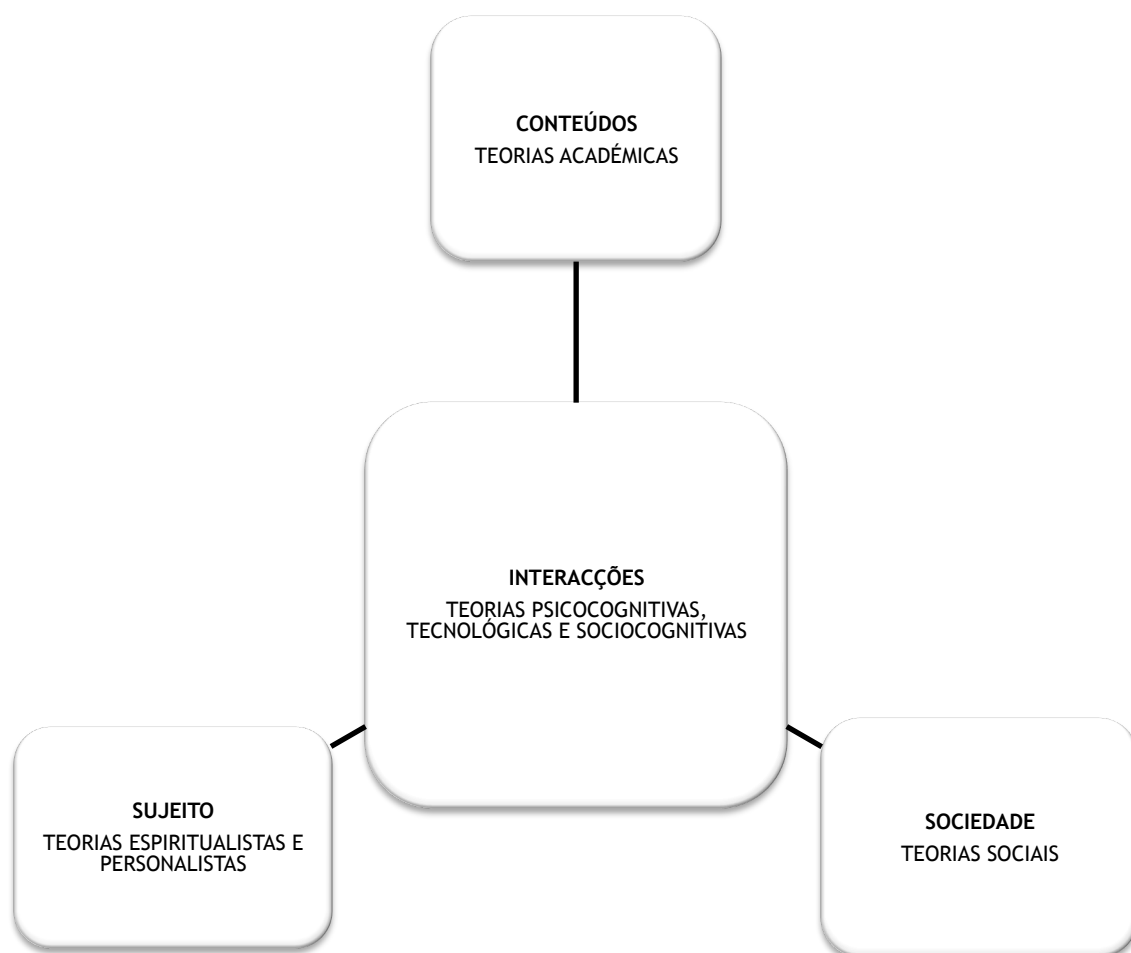 CONTEÚDOS
TEORIAS ACADÉMICAS
INTERACÇÕES
TEORIAS PSICOCOGNITIVAS,
TECNOLÓGICAS E SOCIOCOGNITIVAS
SUJEITO
TEORIAS ESPIRITUALISTAS E
PERSONALISTAS
SOCIEDADE
TEORIAS SOCIAIS